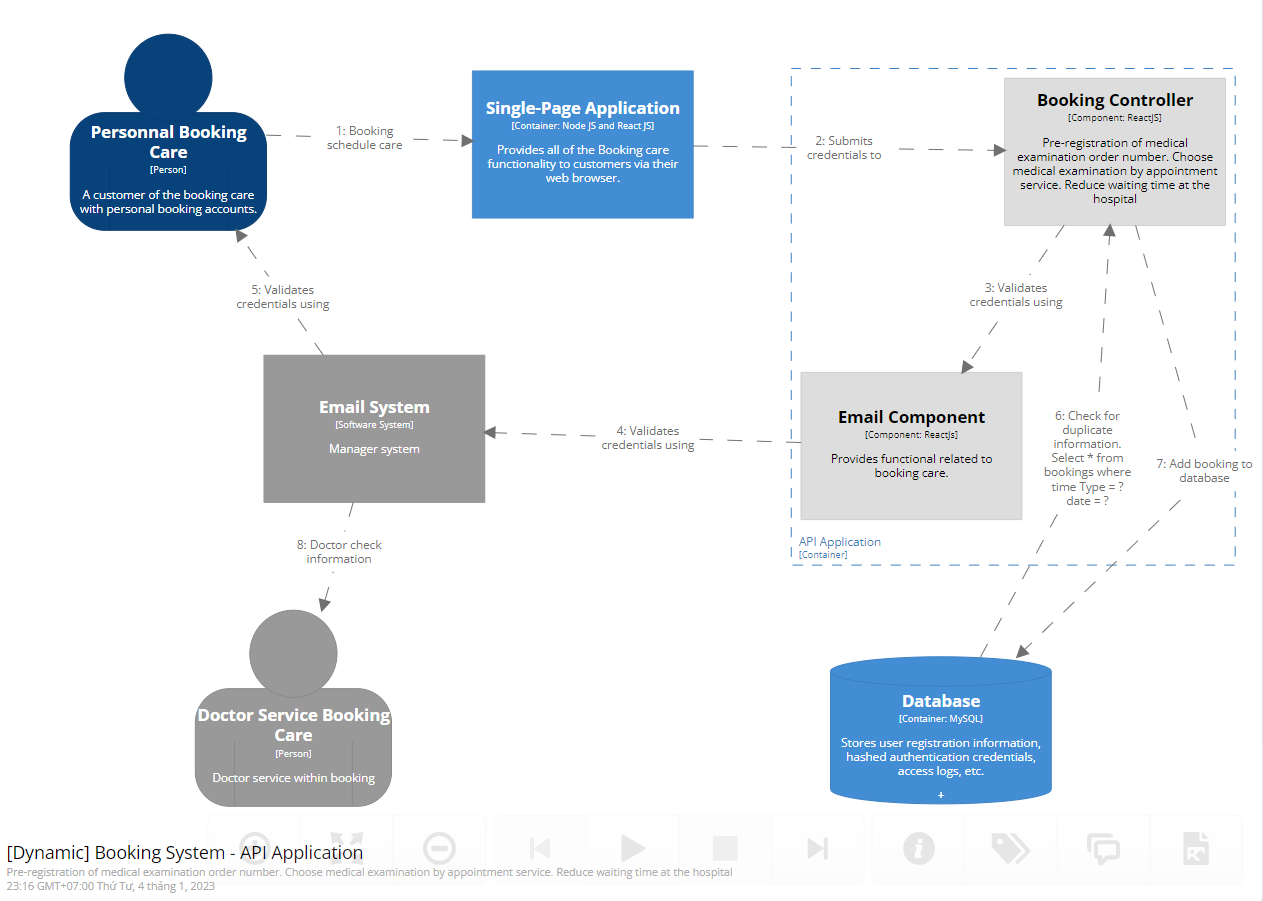 Personnal Booking
Care
[Person]
A customer of the booking care
with personal booking accounts.
1: Booking
schedule care
Single-Page Application
[Container: Node JS and React JS]
Provides all of the Booking care
functionality to customers via their
web browser.
2: Submits
credentials to
Booking Controller
[Component: ReactJS]
Pre-registration of medical
examination order number. Choose
medical examination by appointment
service. Reduce waiting time at the
hospital
3: Validates
credentials using
5: Validates
credentials using
Email System
[Software System]
Manager system
4: Validates
credentials using
Email Component
[Component: ReactJs]
Provides functional related to
booking care.
6: Check for
duplicate
information.
Select * from
bookings where
time Type = ?
date = ?
7: Add booking to
database
API Application
[Container]
8: Doctor check
information
Doctor Service Booking
Care
[Person]
Doctor service within booking
Database
[Container: MySQL]
Stores user registration information,
hashed authentication credentials,
access logs, etc.
+
[Dynamic] Booking System - API Application
Pre-registration of medical examination order number. Choose medical examination by appointment service. Reduce waiting time at the hospital
23:16 GMT+07:00 Thứ Tư, 4 tháng 1, 2023